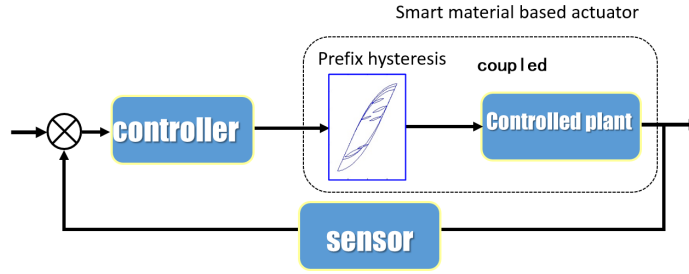 Smart material based actuator
Prefix hysteresis
coupled
controller
Controlled plant
sensor